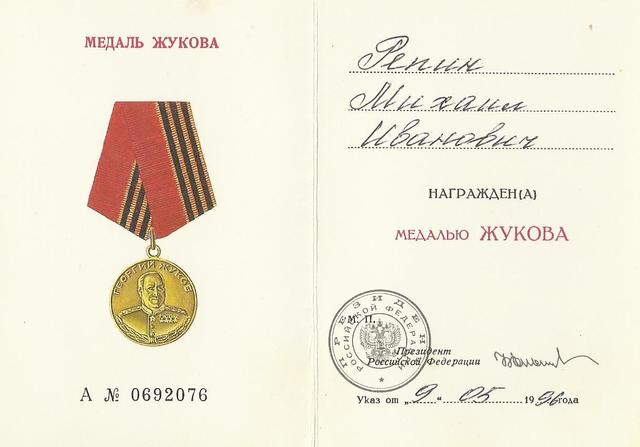 МЕДАЛЬ ЖУКОВА
ГЕОРГИЙ ЖУКОВ
А № 0692076
Репин
Михаил
Иванович
НАГРАЖДЕН(А)
МЕДАЛЬЮ ЖУКОВА
ПРЕЗИДЕНТ
РОССИЙСКОЙ ФЕДЕРАЦИИ
М. П.
Президент
Российской Федерации
Указ от „9“ 05 1996 года